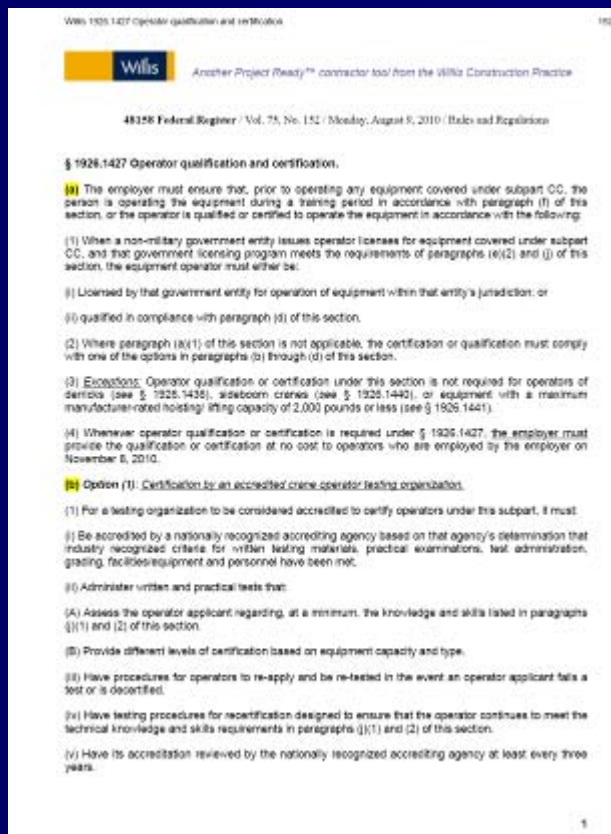 Willis 1926.1427 Operator qualification and certification
152
Willis
Another Project Ready™ contractor tool from the Willis Construction Practice
48158 Federal Register / Vol. 75, No. 152 / Monday, August 9, 2010 / Rules and Regulations
§ 1926.1427 Operator qualification and certification.
(a) The employer must ensure that, prior to operating any equipment covered under subpart CC, the
person is operating the equipment during a training period in accordance with paragraph (f) of this
section, or the operator is qualified or certified to operate the equipment in accordance with the following:
(1) When a non-military government entity issues operator licenses for equipment covered under subpart
CC, and that government licensing program meets the requirements of paragraphs (e)(2) and (j) of this
section, the equipment operator must either be:
(i) Licensed by that government entity for operation of equipment within that entity's jurisdiction; or
(ii) qualified in compliance with paragraph (d) of this section.
(2) Where paragraph (a)(1) of this section is not applicable, the certification or qualification must comply
with one of the options in paragraphs (b) through (d) of this section.
(3) Exceptions: Operator qualification or certification under this section is not required for operators of
derricks (see § 1926.1436), sideboom cranes (see § 1926.1440), or equipment with a maximum
manufacturer-rated hoisting/ lifting capacity of 2,000 pounds or less (see § 1926.1441).
(4) Whenever operator qualification or certification is required under § 1926.1427, the employer must
provide the qualification or certification at no cost to operators who are employed by the employer on
November 8, 2010.
(b) Option (1): Certification by an accredited crane operator testing organization.
(1) For a testing organization to be considered accredited to certify operators under this subpart, it must:
(i) Be accredited by a nationally recognized accrediting agency based on that agency's determination that
industry recognized criteria for written testing materials, practical examinations, test administration,
grading, facilities/equipment and personnel have been met.
(ii) Administer written and practical tests that:
(A) Assess the operator applicant regarding, at a minimum, the knowledge and skills listed in paragraphs
(j)(1) and (2) of this section.
(B) Provide different levels of certification based on equipment capacity and type.
(iii) Have procedures for operators to re-apply and be re-tested in the event an operator applicant fails a
test or is decertified.
(iv) Have testing procedures for recertification designed to ensure that the operator continues to meet the
technical knowledge and skills requirements in paragraphs (j)(1) and (2) of this section.
(v) Have its accreditation reviewed by the nationally recognized accrediting agency at least every three
years.
1